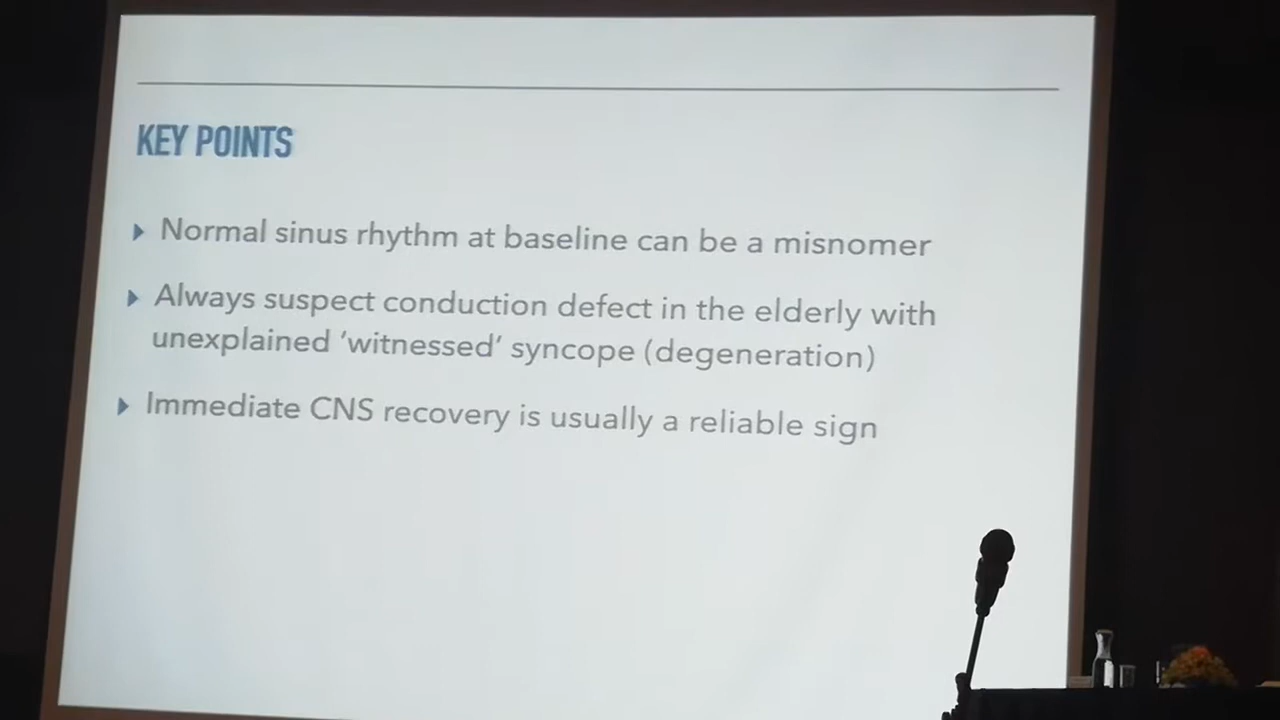 KEY POINTS
Normal sinus rhythm at baseline can be a misnomer
Always suspect conduction defect in the elderly with
unexplained ‘witnessed’ syncope (degeneration)
Immediate CNS recovery is usually a reliable sign